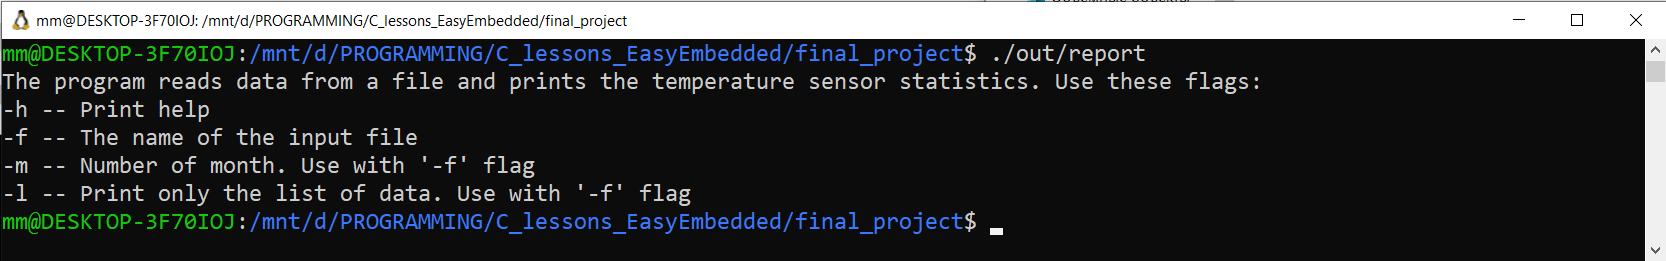 mm@DESKTOP-3F70IOJ: /mnt/d/PROGRAMMING/C_lessons_EasyEmbedded/final_project
mm@DESKTOP-3F70IOJ:/mnt/d/PROGRAMMING/C_lessons_EasyEmbedded/final_project$ ./out/report
The program reads data from a file and prints the temperature sensor statistics. Use these flags:
-h -- Print help
-f -- The name of the input file
-m -- Number of month. Use with '-f' flag
-l -- Print only the list of data. Use with '-f' flag
mm@DESKTOP-3F70IOJ:/mnt/d/PROGRAMMING/C_lessons_EasyEmbedded/final_project$